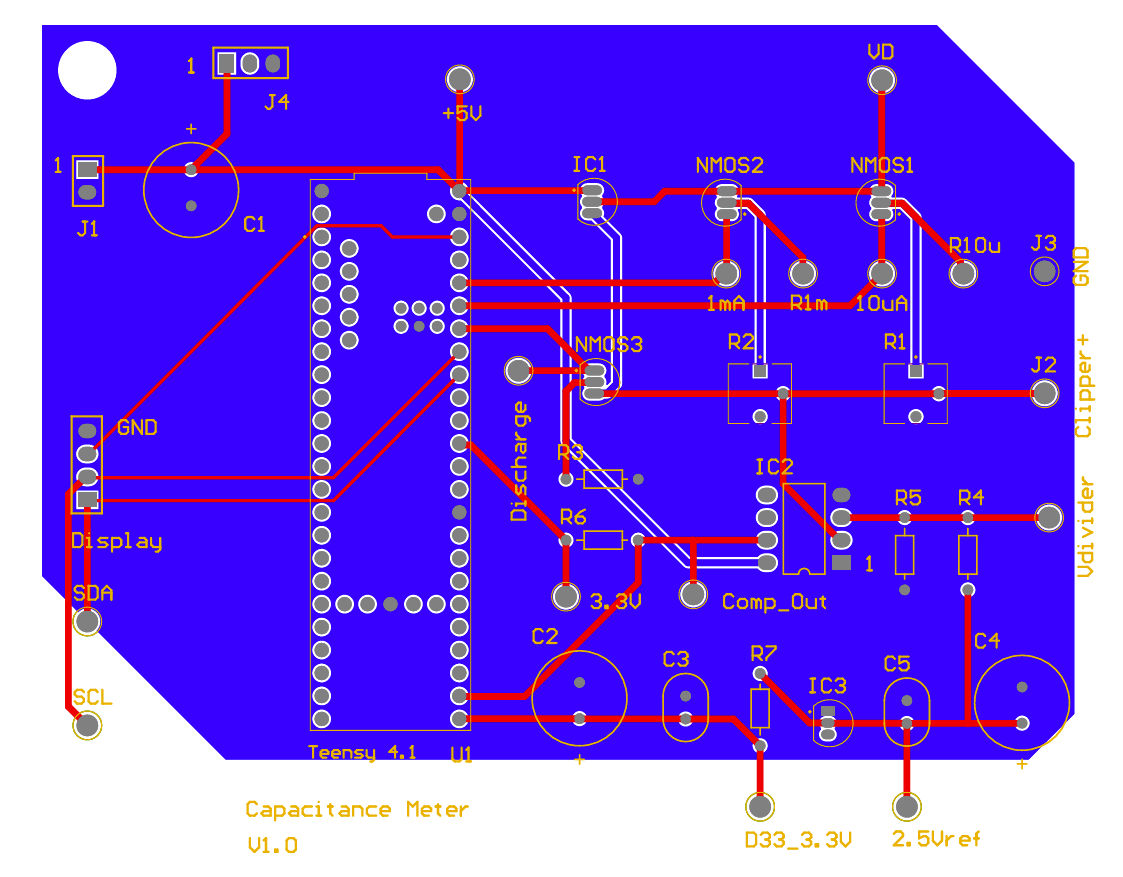 VD
1
J4
+
+5V
1
IC1
NMOS2
NMOS1
J1
C1
R10u
J3
GND
1mA
R1m
10uA
NMOS3
R2
R1
J2
Clipper+
GND
Discharge
R3
IC2
R5
R4
Vdivider
R6
Display
1
SDA
3.3V
Comp_Out
C2
C3
R7
C5
C4
SCL
IC3
Teensy 4.1
U1
+
+
Capacitance Meter
V1.0
D33_3.3V
2.5Vref